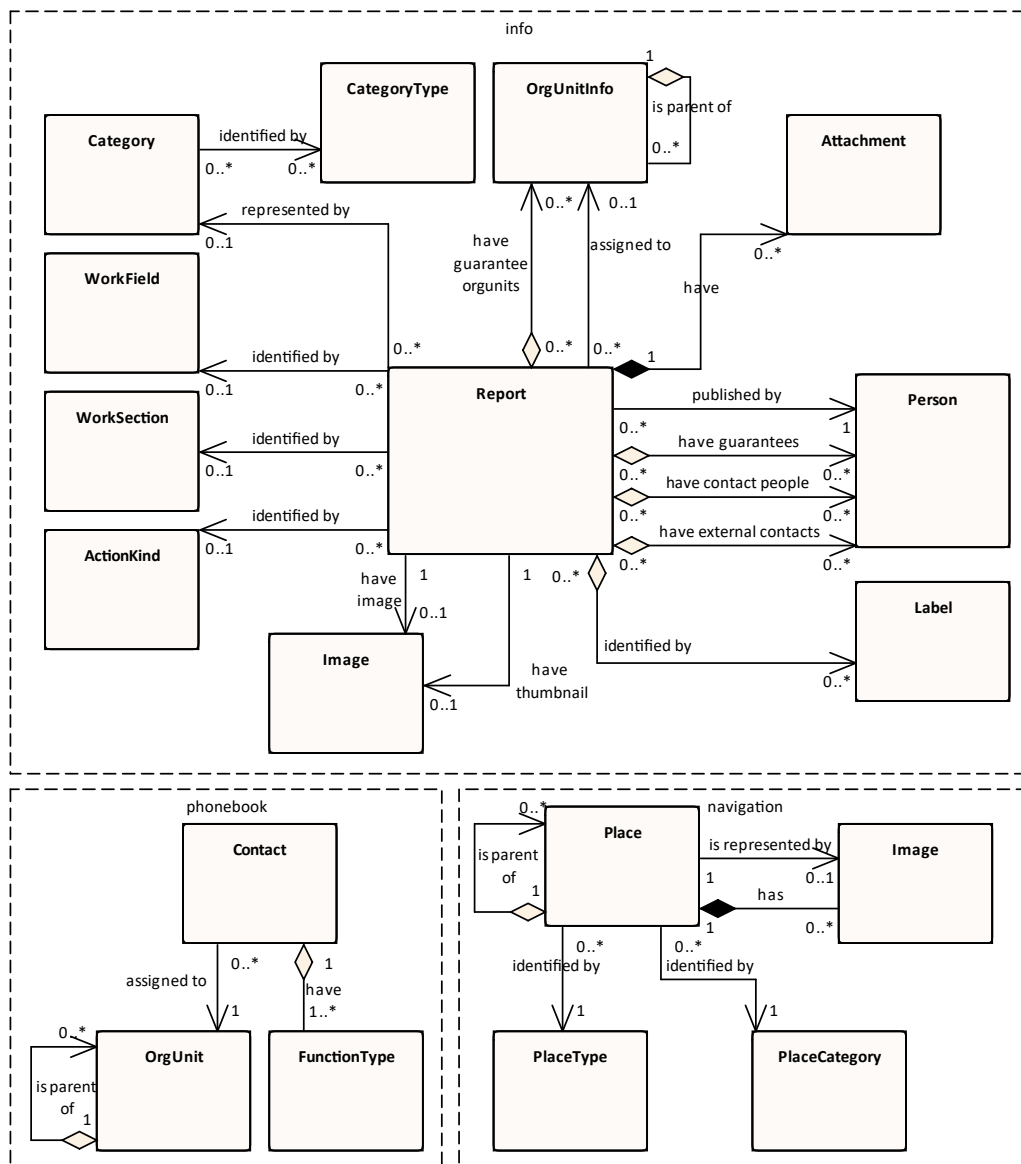 info
1
CategoryType
OrgUnitInfo
is parent of
Category
identified by
Attachment
0..*
0..*
0..*
represented by
0..*
0..1
0..1
have
guarantee
orgunits
assigned to
0..*
WorkField
have
0..*
0..*
0..*
1
identified by
0..1
0..*
Report
published by
Person
WorkSection
0..*
1
identified by
have guarantees
0..1
0..*
0..*
0..*
have contact people
0..*
0..*
identified by
have external contacts
ActionKind
0..1
0..*
0..*
0..*
have
image
1
1
0..*
0..1
Label
Image
identified by
have
thumbnail
0..*
0..1
phonebook
navigation
0..*
Place
Contact
is represented by
Image
is parent
of
1
0..1
1
has
1
0..*
0..*
1
0..*
0..*
assigned to
have
identified by
identified by
1
1..*
1
1
0..*
OrgUnit
FunctionType
PlaceType
PlaceCategory
is parent
of
1